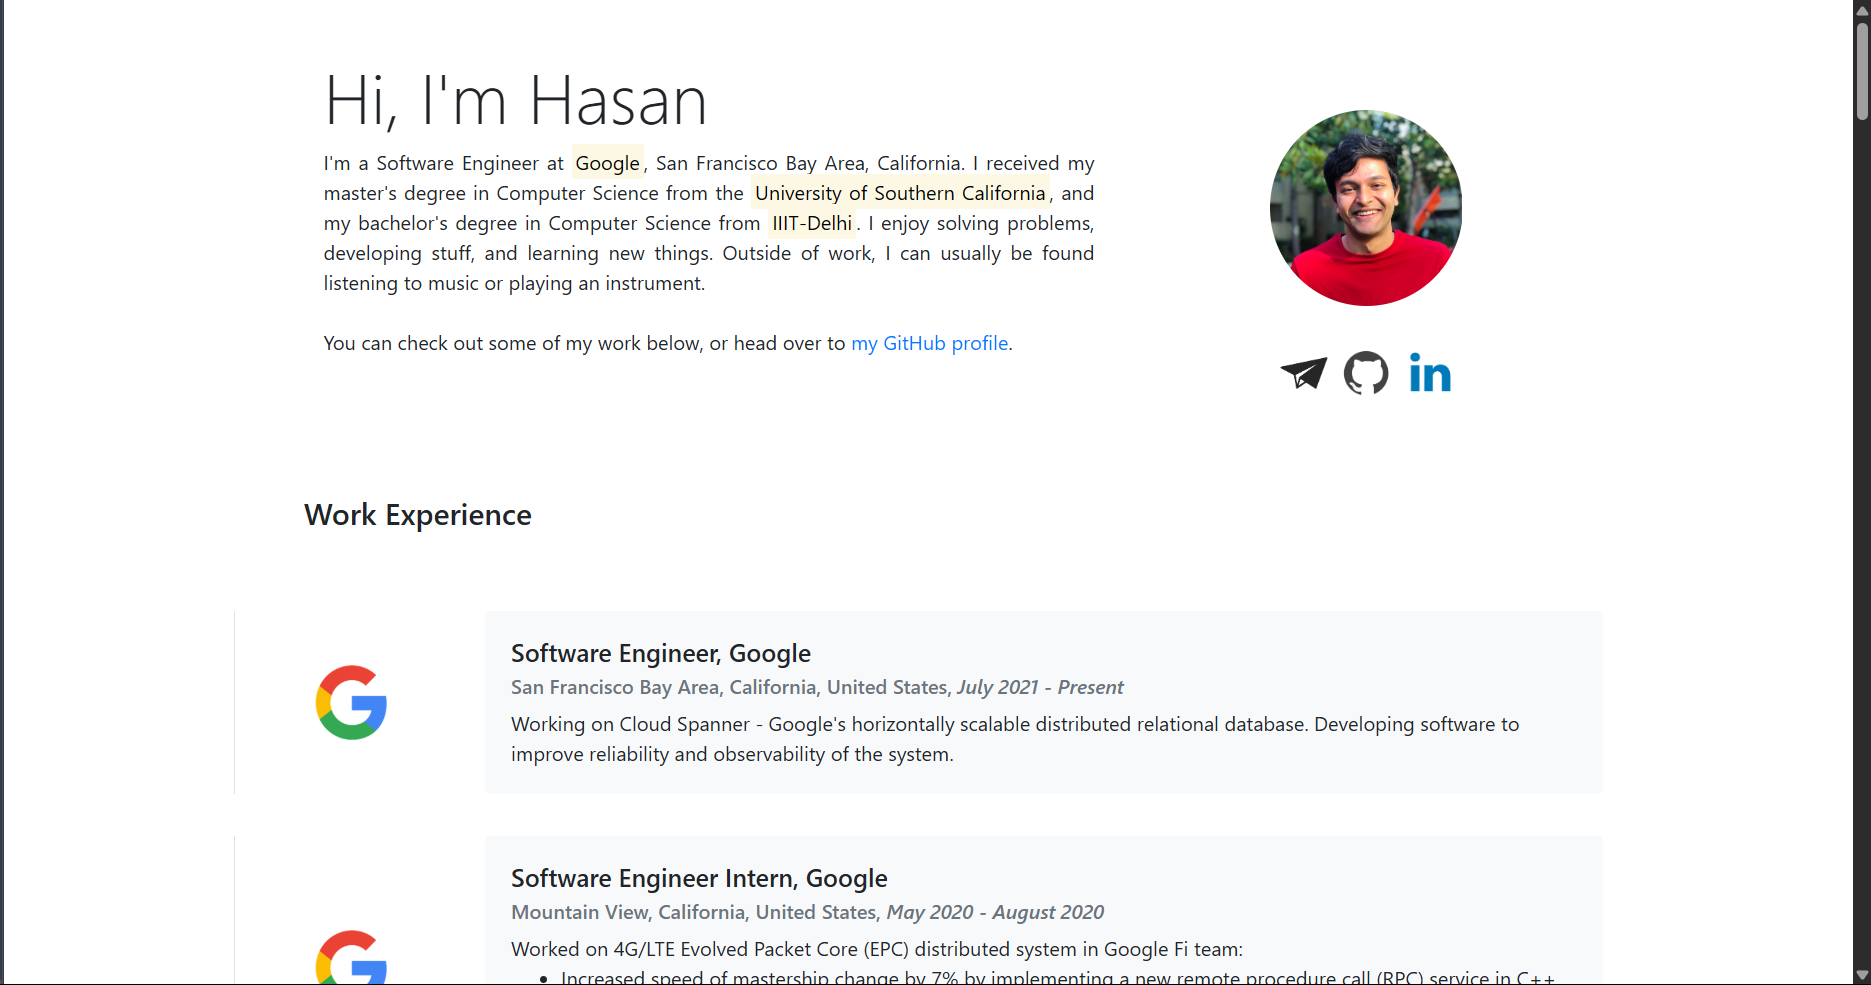 Hi, I'm Hasan
I'm a Software Engineer at Google, San Francisco Bay Area, California. I received my
master's degree in Computer Science from the University of Southern California, and
my bachelor's degree in Computer Science from IIIT-Delhi. I enjoy solving problems,
developing stuff, and learning new things. Outside of work, I can usually be found
listening to music or playing an instrument.
You can check out some of my work below, or head over to my GitHub profile.
in
Work Experience
Software Engineer, Google
San Francisco Bay Area, California, United States, July 2021 - Present
Working on Cloud Spanner - Google's horizontally scalable distributed relational database. Developing software to
improve reliability and observability of the system.
Software Engineer Intern, Google
Mountain View, California, United States, May 2020 - August 2020
Worked on 4G/LTE Evolved Packet Core (EPC) distributed system in Google Fi team:
• Increased speed of mastership change by 7% by implementing a new remote procedure call (RPC) service in C++